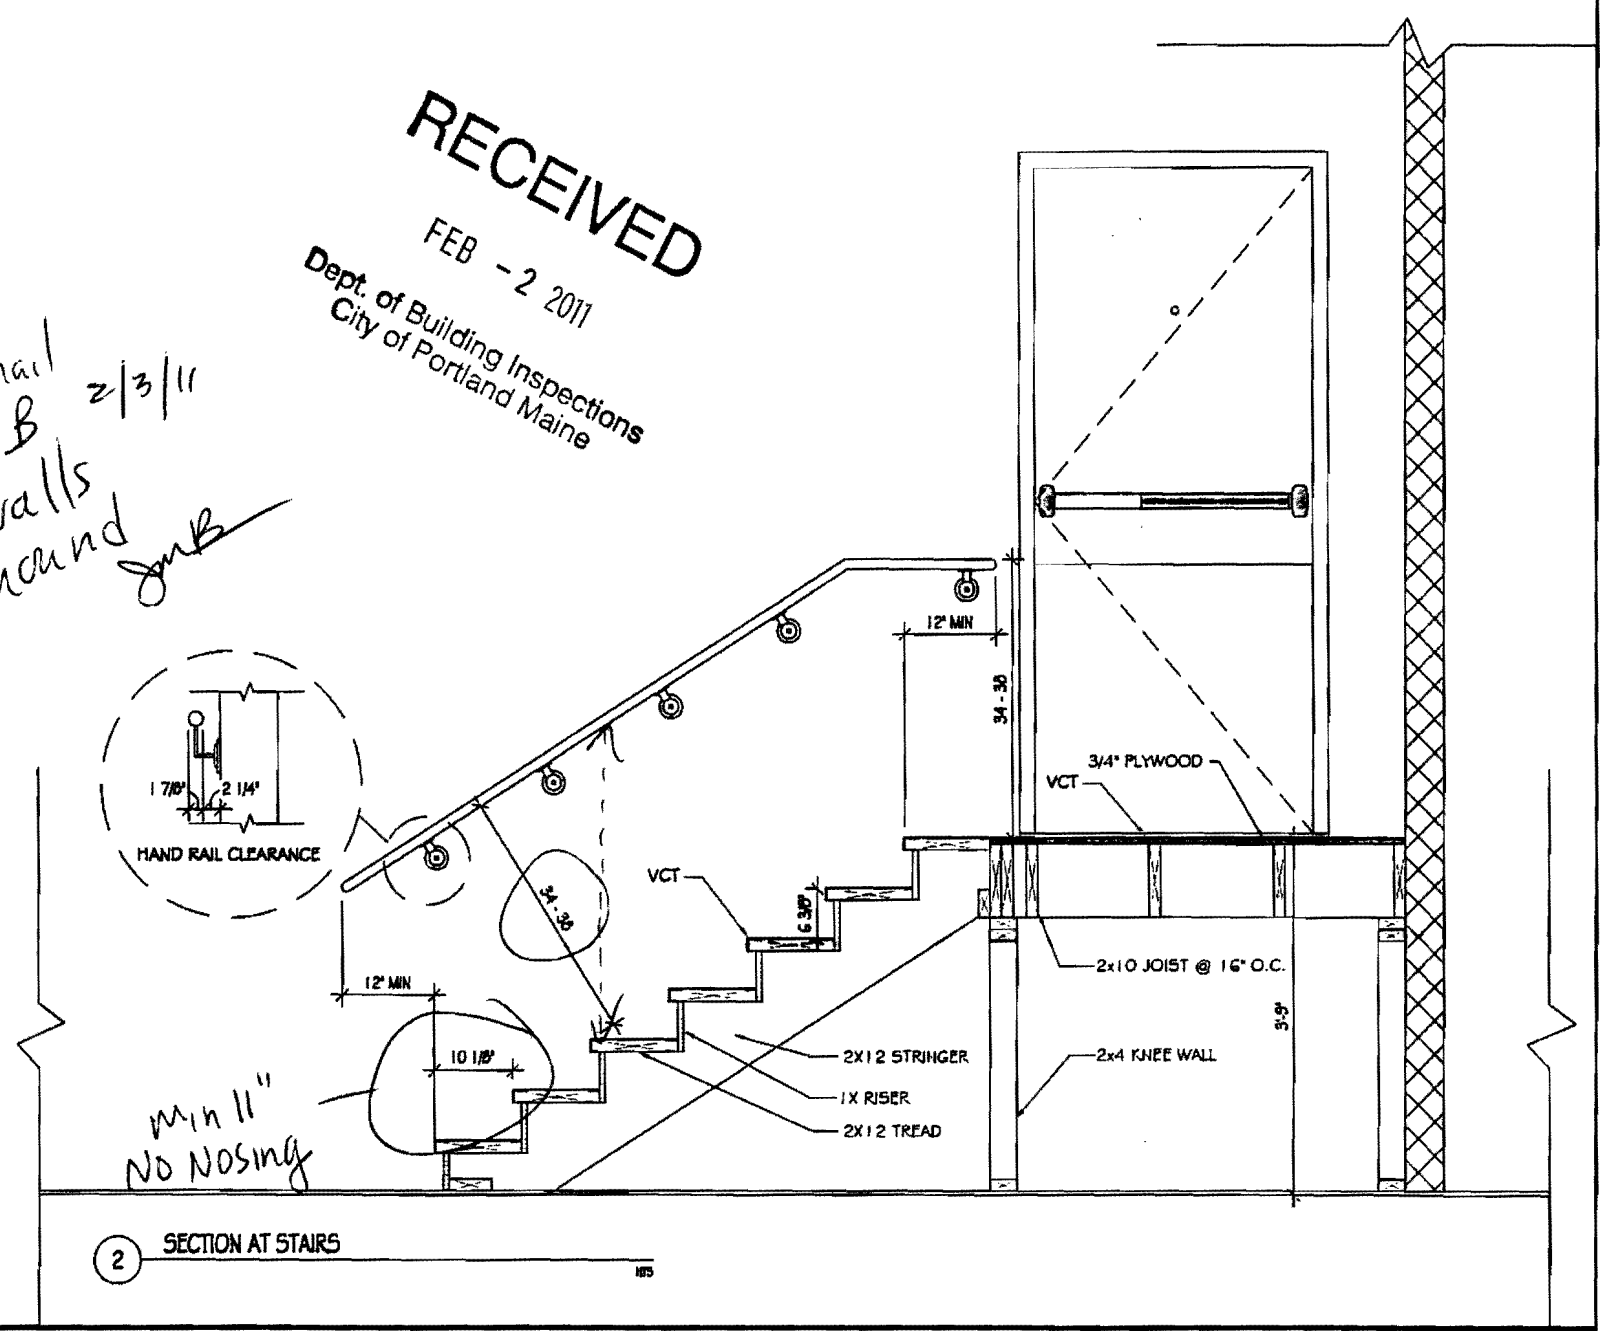 RECEIVED
FEB - 2 2011
Dept. of Building Inspections
City of Portland Maine
B 2/3/11
JMB
12" MIN
34 - 38
3/4" PLYWOOD
VCT
1 7/8" 2 1/4"
HAND RAIL CLEARANCE
VCT
34 - 38
6 3/8"
12" MIN
2x10 JOIST @ 16" O.C.
3'-9"
10 1/8"
2X12 STRINGER
2x4 KNEE WALL
1X RISER
2X12 TREAD
Min 11"
No Nosing
2 SECTION AT STAIRS